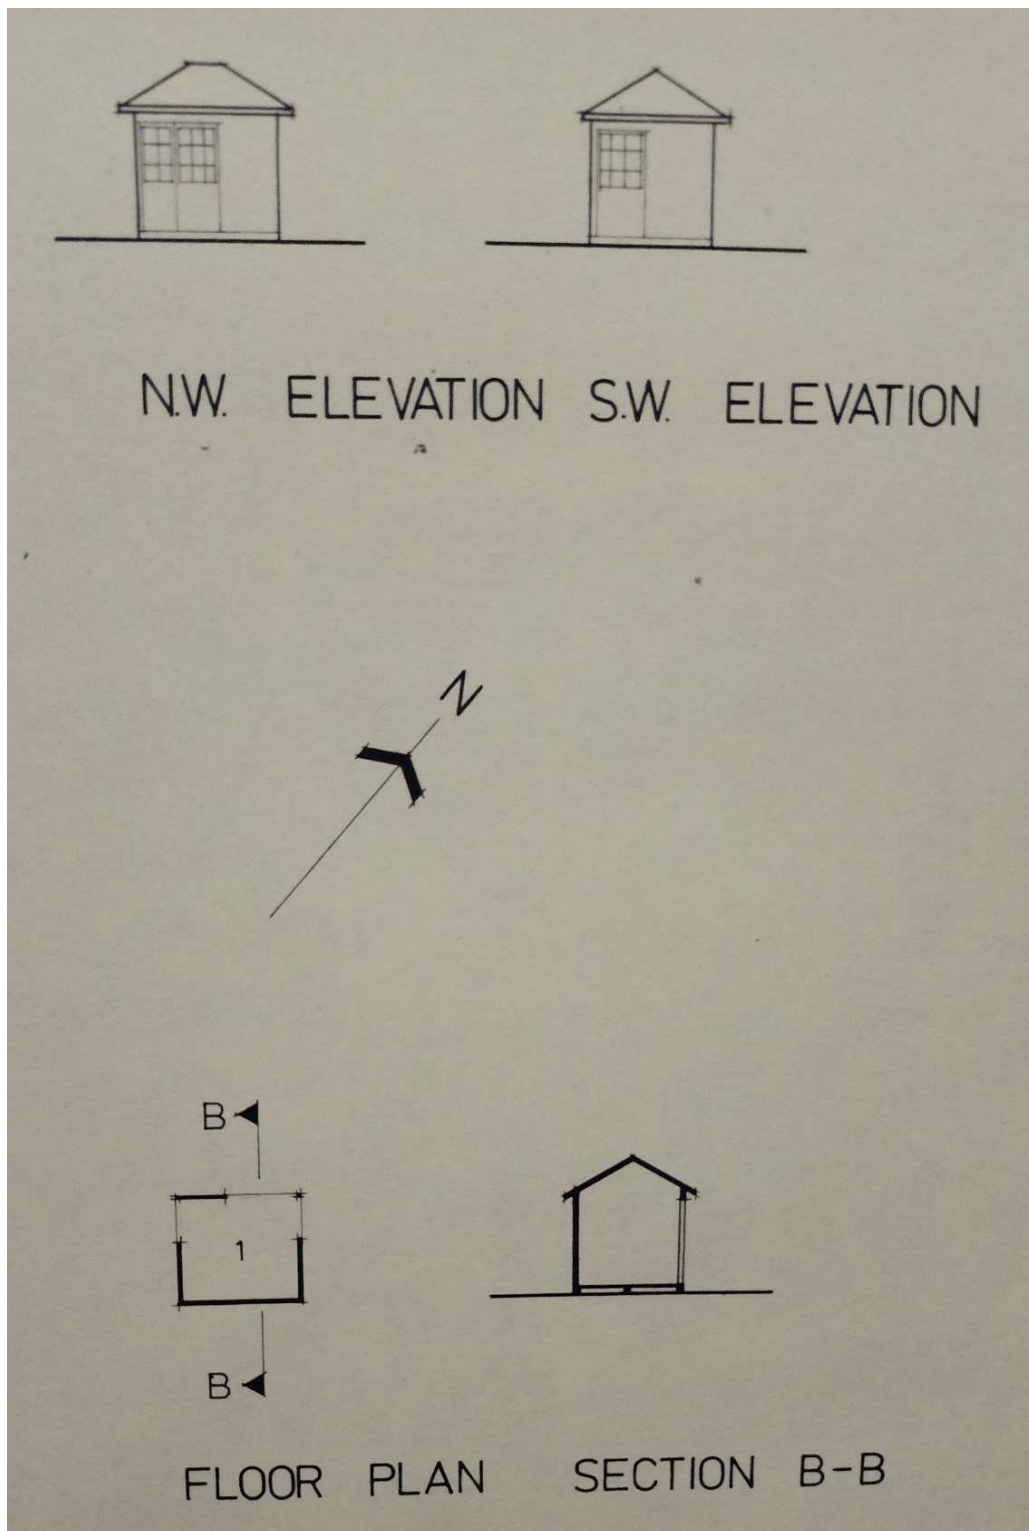 N.W. ELEVATION S.W. ELEVATION
N
B
1
B
FLOOR PLAN SECTION B-B